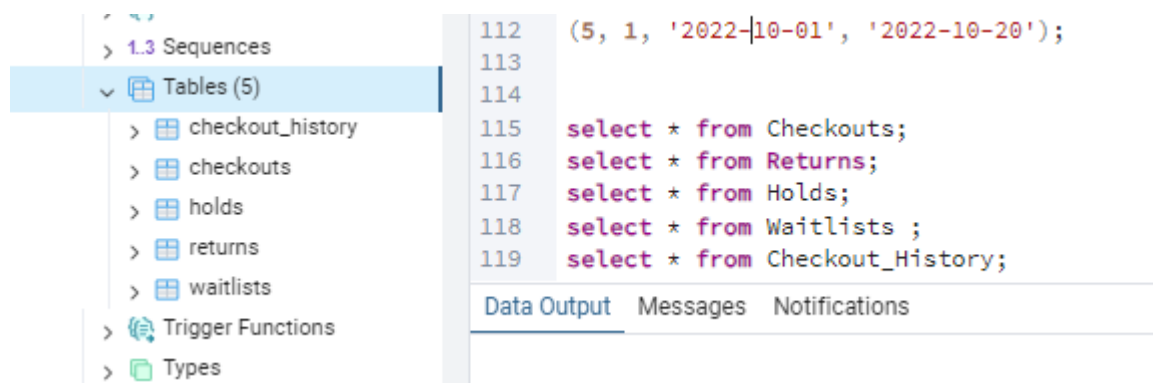 1..3 Sequences
Tables (5)
checkout_history
checkouts
holds
returns
waitlists
Trigger Functions
Types
112 (5, 1, '2022-10-01', '2022-10-20');
113
114
115 select * from Checkouts;
116 select * from Returns;
117 select * from Holds;
118 select * from Waitlists ;
119 select * from Checkout_History;
Data Output Messages Notifications